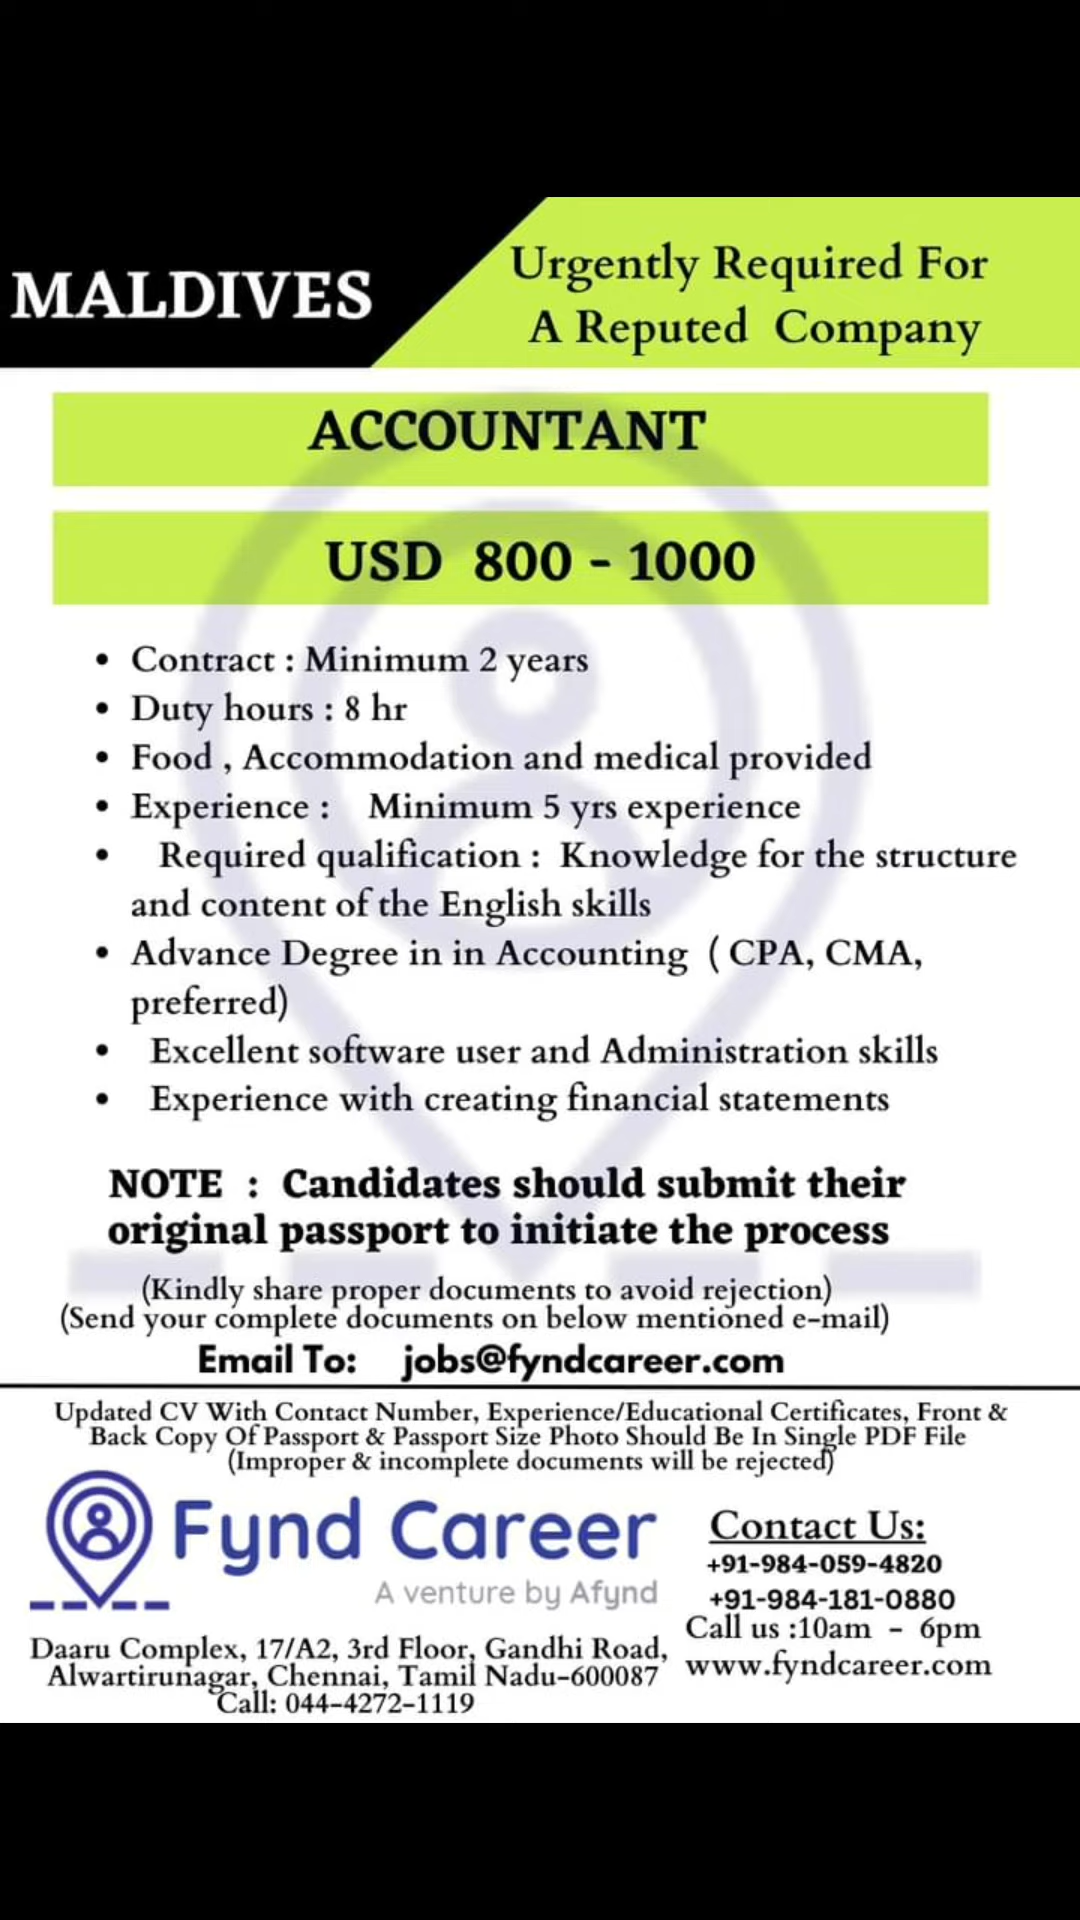 MALDIVES
Urgently Required For
A Reputed Company
ACCOUNTANT
USD 800 - 1000
• Contract : Minimum 2 years
• Duty hours : 8 hr
• Food , Accommodation and medical provided
• Experience : Minimum 5 yrs experience
• Required qualification : Knowledge for the structure
and content of the English skills
• Advance Degree in in Accounting ( CPA, CMA,
preferred)
• Excellent software user and Administration skills
• Experience with creating financial statements
NOTE : Candidates should submit their
original passport to initiate the process
(Kindly share proper documents to avoid rejection)
(Send your complete documents on below mentioned e-mail)
Email To: jobs@fyndcareer.com
Updated CV With Contact Number, Experience/Educational Certificates, Front &
Back Copy Of Passport & Passport Size Photo Should Be In Single PDF File
(Improper & incomplete documents will be rejected)
Fynd Career
A venture by Afynd
Daaru Complex, 17/A2, 3rd Floor, Gandhi Road,
Alwartirunagar, Chennai, Tamil Nadu-600087
Call: 044-4272-1119
Contact Us:
+91-984-059-4820
+91-984-181-0880
Call us :10am - 6pm
www.fyndcareer.com